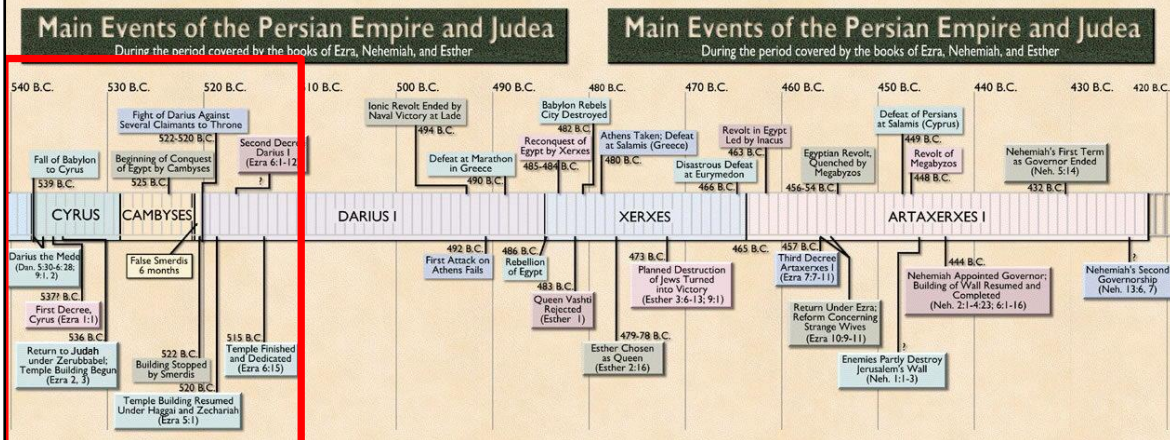 Main Events of the Persian Empire and Judea
During the period covered by the books of Ezra, Nehemiah, and Esther
Main Events of the Persian Empire and Judea
During the period covered by the books of Ezra, Nehemiah, and Esther
540 B.C.
530 B.C.
520 B.C.
510 B.C.
500 B.C.
490 B.C.
480 B.C.
470 B.C.
460 B.C.
450 B.C.
440 B.C.
430 B.C.
420 B.C.
Fall of Babylon
to Cyrus
539 B.C.
Fight of Darius Against
Several Claimants to Throne
522-520 B.C.
Beginning of Conquest
of Egypt by Cambyses
525 B.C.
Second Decre
Darius I
(Ezra 6:1-12
?
Ionic Revolt Ended by
Naval Victory at Lade
494 B.C.
Defeat at Marathon
in Greece
490 B.C.
Babylon Rebels
City Destroyed
482 B.C.
Reconquest of
Egypt by Xerxes
485-484 B.C.
Athens Taken; Defeat
at Salamis (Greece)
480 B.C.
Disastrous Defeat
at Eurymedon
466 B.C.
Revolt in Egypt
Led by Inacus
463 B.C.
Egyptian Revolt,
Quenched by
Megabyzos
456-54 B.C.
Defeat of Persians
at Salamis (Cyprus)
449 B.C.
Revolt of
Megabyzos
448 B.C.
Nehemiah's First Term
as Governor Ended
(Neh. 5:14)
432 B.C.
CYRUS
CAMBYSES
DARIUS I
XERXES
ARTAXERXES I
Darius the Mede
(Dan. 5:30-6:28;
9:1, 2)
537? B.C.
First Decree,
Cyrus (Ezra 1:1)
536 B.C.
Return to Judah
under Zerubbabel;
Temple Building Begun
(Ezra 2, 3)
False Smerdis
6 months
522 B.C.
Building Stopped
by Smerdis
520 B.C.
Temple Building Resumed
Under Haggai and Zechariah
(Ezra 5:1)
515 B.C.
Temple Finished
and Dedicated
(Ezra 6:15)
492 B.C.
First Attack on
Athens Fails
486 B.C.
Rebellion
of Egypt
483 B.C.
Queen Vashti
Rejected
(Esther 1)
479-78 B.C.
Esther Chosen
as Queen
(Esther 2:16)
473 B.C.
Planned Destruction
of Jews Turned
into Victory
(Esther 3:6-13; 9:1)
465 B.C.
457 B.C.
Third Decree
Artaxerxes I
(Ezra 7:7-11)
Return Under Ezra;
Reform Concerning
Strange Wives
(Ezra 10:9-11)
?
Enemies Partly Destroy
Jerusalem's Wall
(Neh. 1:1-3)
444 B.C.
Nehemiah Appointed Governor;
Building of Wall Resumed and
Completed
(Neh. 2:1-4:23; 6:1-16)
?
Nehemiah's Second
Governorship
(Neh. 13:6, 7)